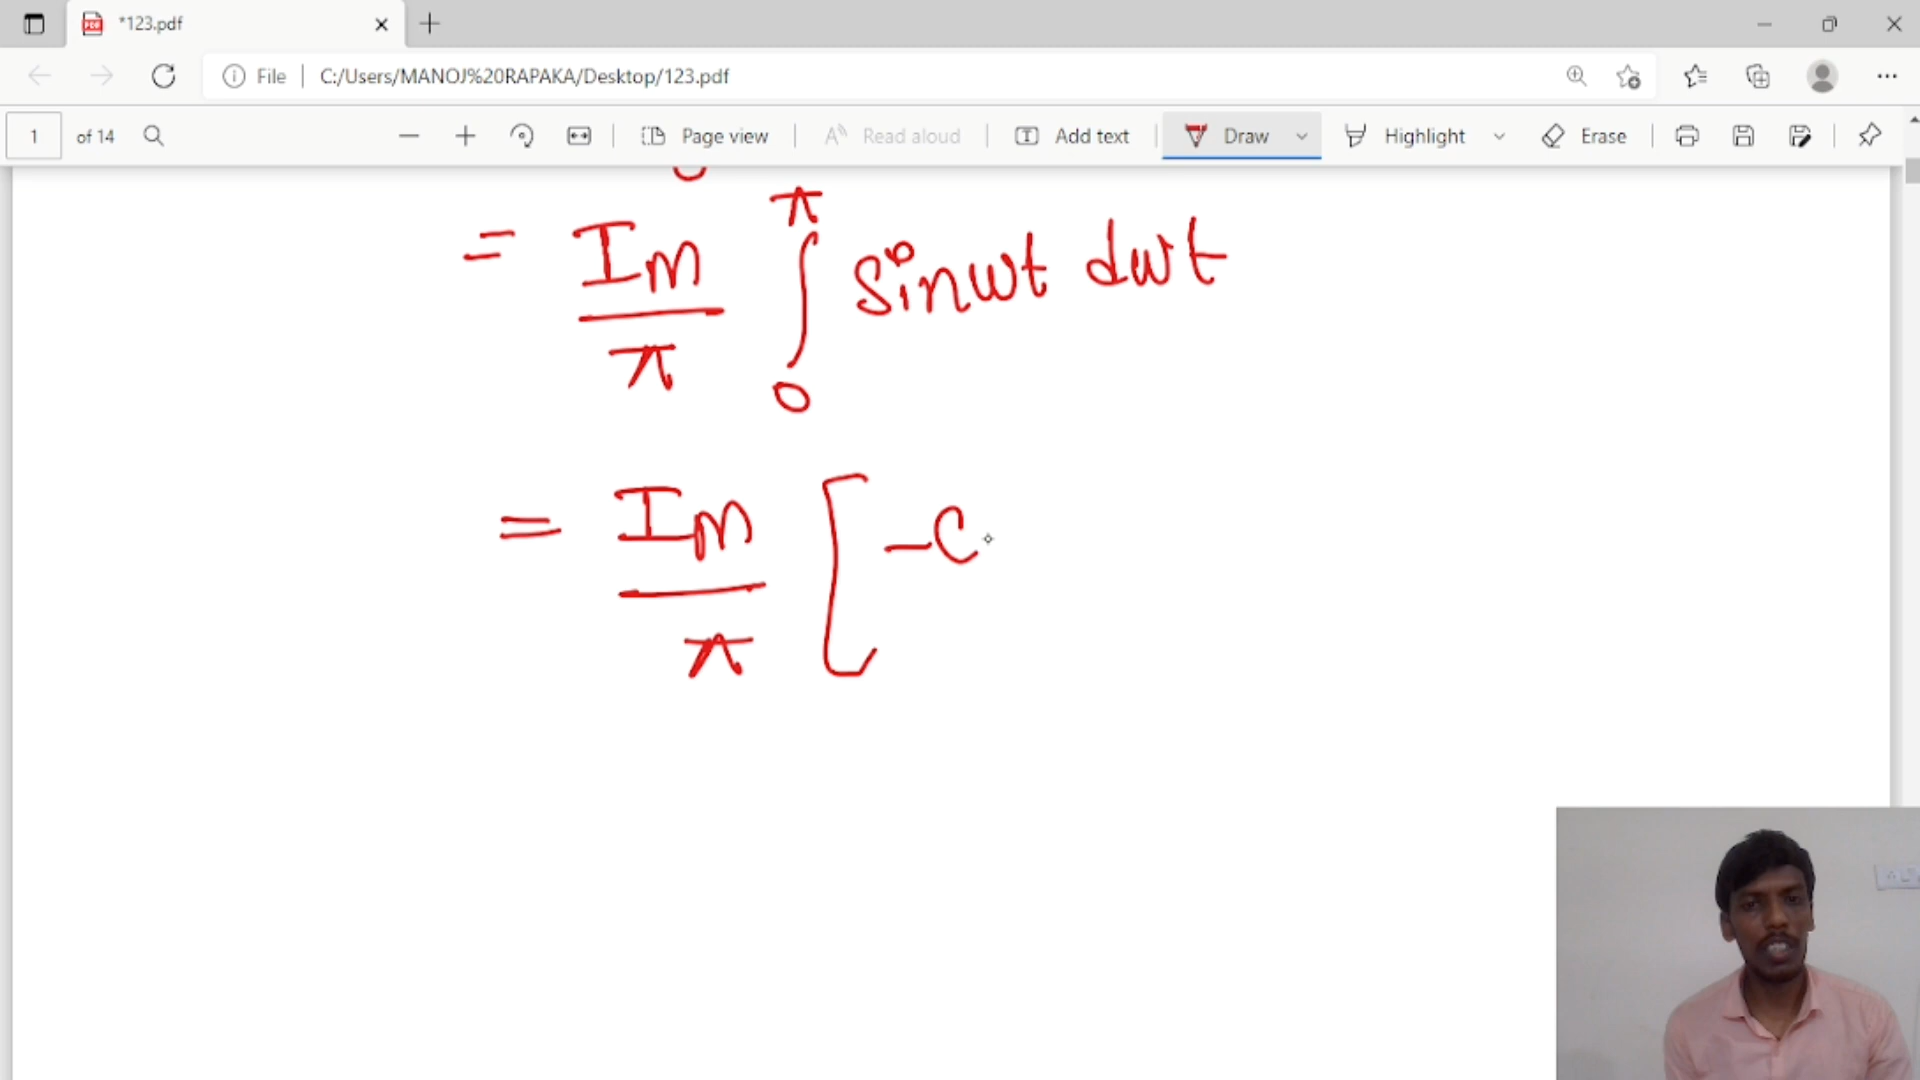 *123.pdf
File | C:/Users/MANOJ%20RAPAKA/Desktop/123.pdf
1 of 14 Page view Read aloud Add text Draw Highlight Erase
π
= Im ∫ sinωt dωt
π
0
= Im [ -C
π